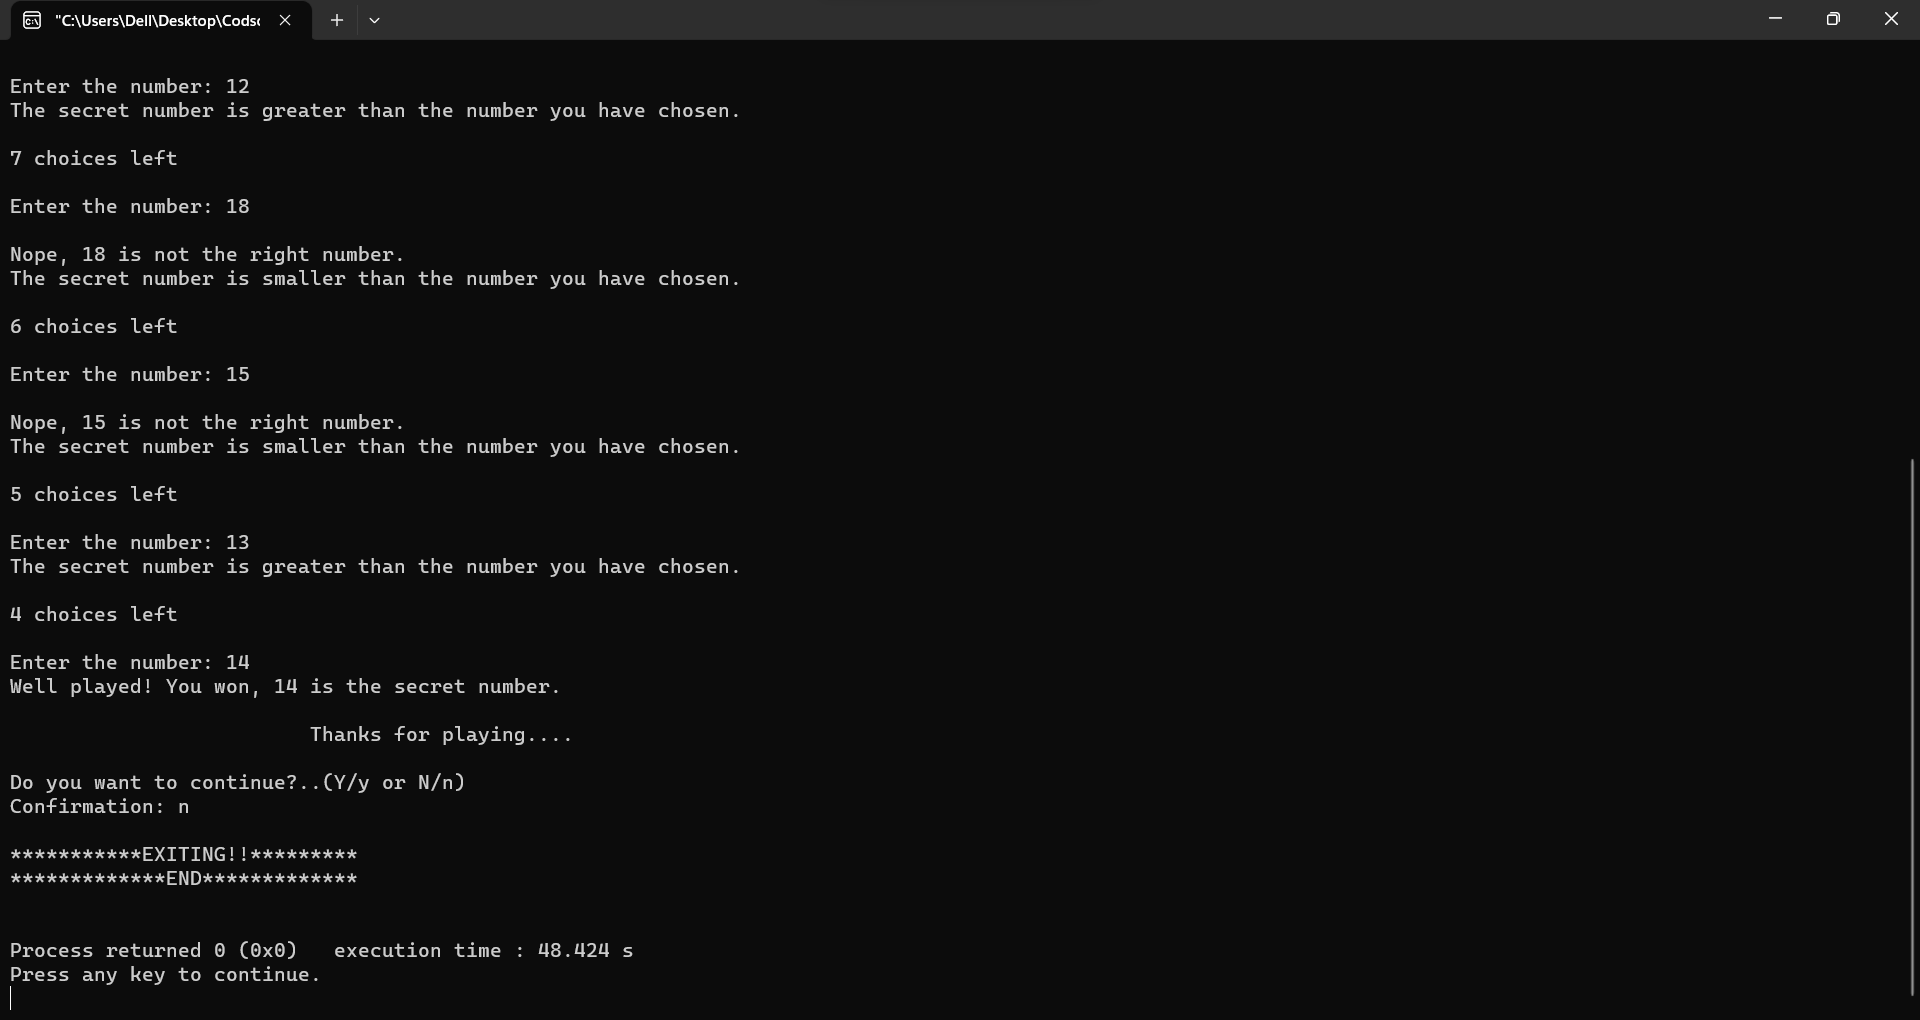 "C:\Users\Dell\Desktop\Codsc
Enter the number: 12
The secret number is greater than the number you have chosen.
7 choices left
Enter the number: 18
Nope, 18 is not the right number.
The secret number is smaller than the number you have chosen.
6 choices left
Enter the number: 15
Nope, 15 is not the right number.
The secret number is smaller than the number you have chosen.
5 choices left
Enter the number: 13
The secret number is greater than the number you have chosen.
4 choices left
Enter the number: 14
Well played! You won, 14 is the secret number.
Thanks for playing....
Do you want to continue?..(Y/y or N/n)
Confirmation: n
***********EXITING!!*********
*************END*************
Process returned 0 (0x0)   execution time : 48.424 s
Press any key to continue.